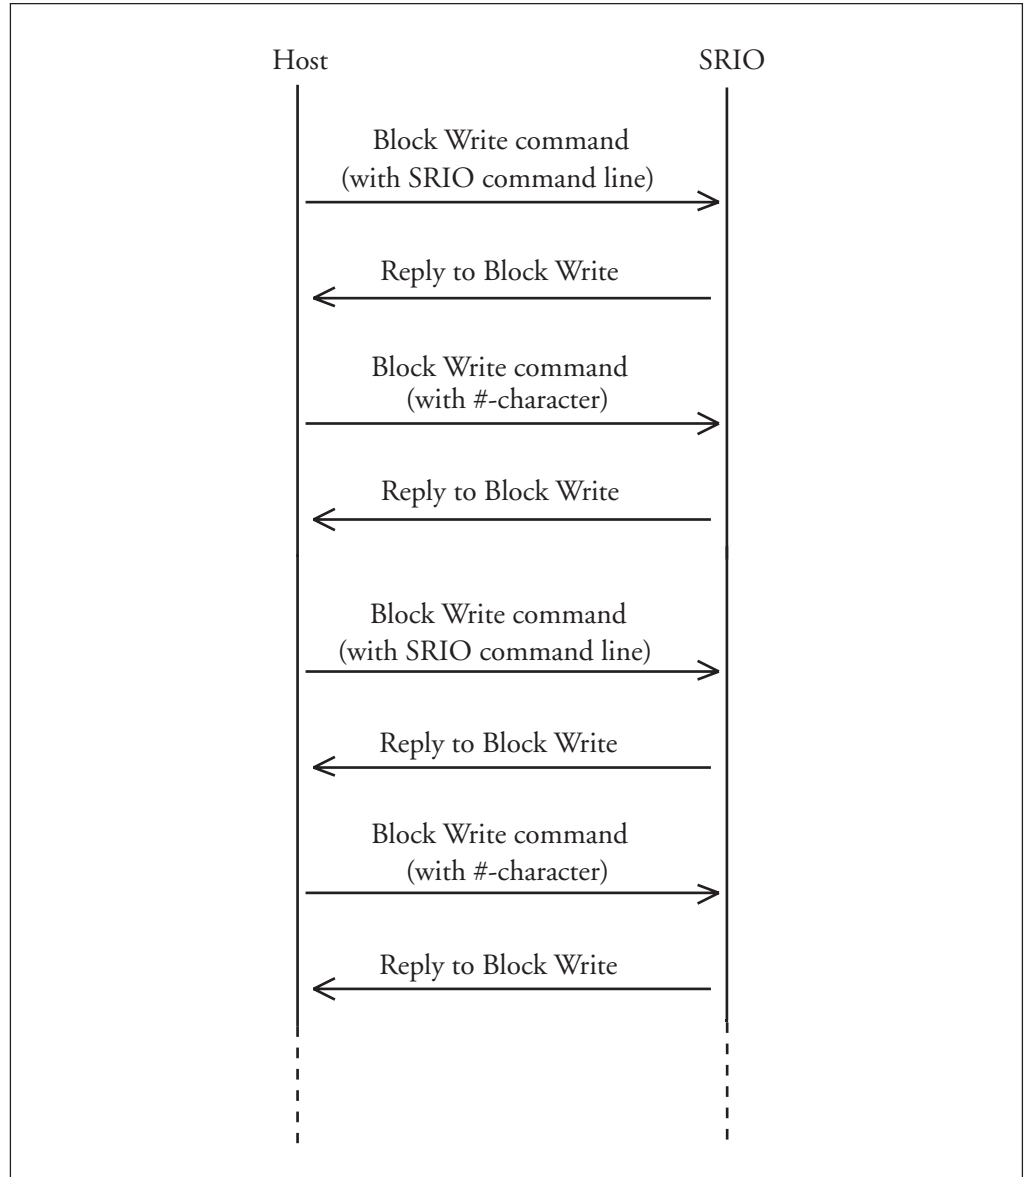 Host
SRIO
Block Write command
(with SRIO command line)
Reply to Block Write
Block Write command
(with #-character)
Reply to Block Write
Block Write command
(with SRIO command line)
Reply to Block Write
Block Write command
(with #-character)
Reply to Block Write